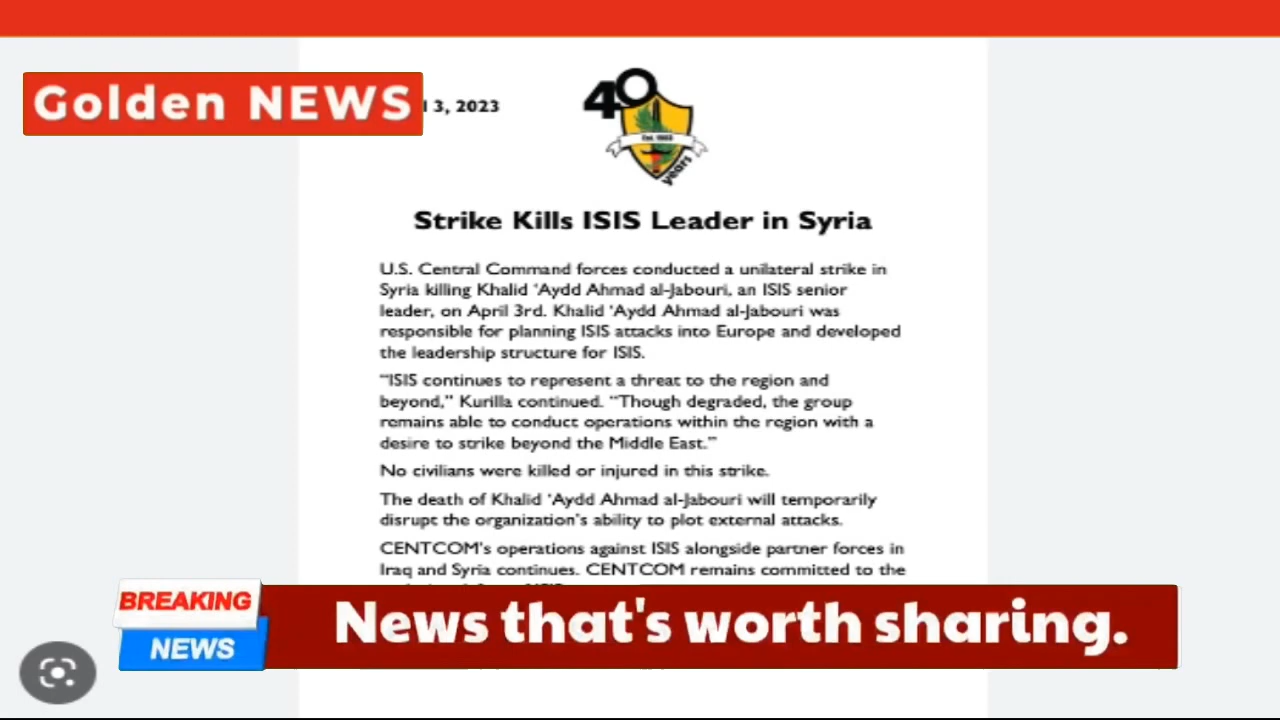 Golden NEWS
3, 2023
40
Est. 1983
years
Strike Kills ISIS Leader in Syria
U.S. Central Command forces conducted a unilateral strike in
Syria killing Khalid 'Aydd Ahmad al-Jabouri, an ISIS senior
leader, on April 3rd. Khalid 'Aydd Ahmad al-Jabouri was
responsible for planning ISIS attacks into Europe and developed
the leadership structure for ISIS.
“ISIS continues to represent a threat to the region and
beyond,” Kurilla continued. “Though degraded, the group
remains able to conduct operations within the region with a
desire to strike beyond the Middle East.”
No civilians were killed or injured in this strike.
The death of Khalid 'Aydd Ahmad al-Jabouri will temporarily
disrupt the organization's ability to plot external attacks.
CENTCOM's operations against ISIS alongside partner forces in
Iraq and Syria continues. CENTCOM remains committed to the
BREAKING
NEWS
News that's worth sharing.